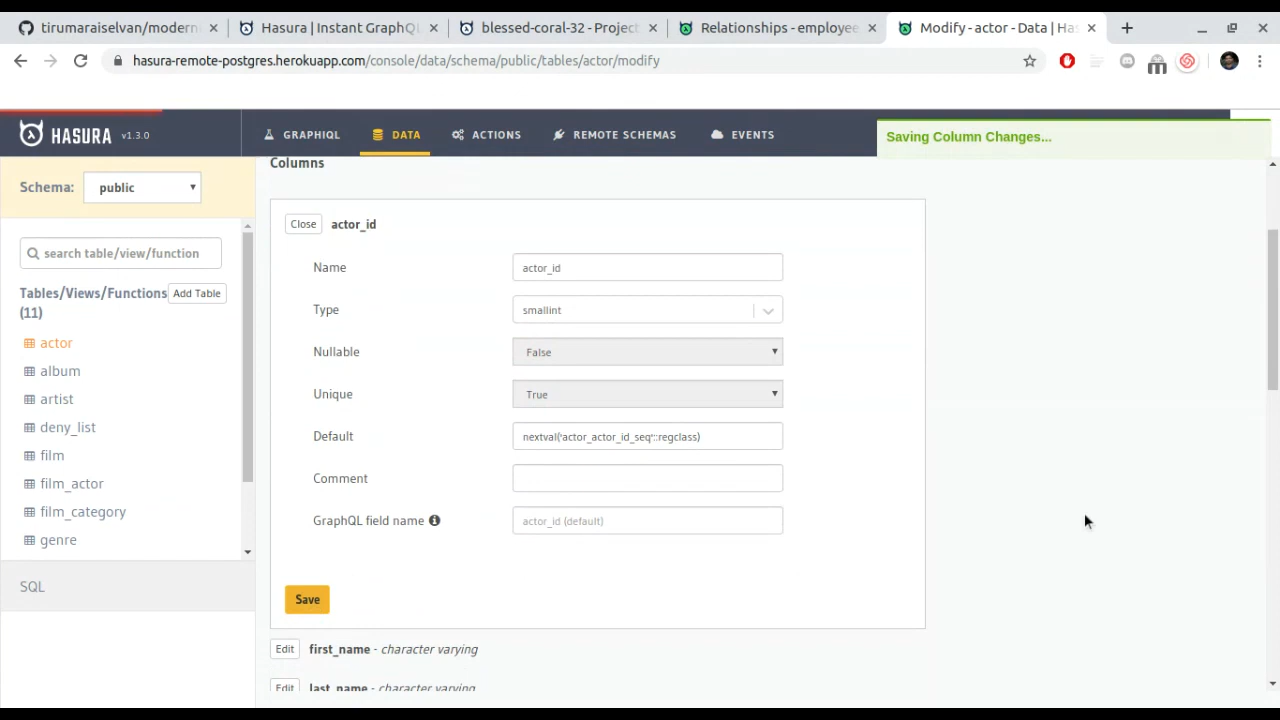 tirumaraiselvan/modern
Hasura | Instant GraphQL
blessed-coral-32 - Project
Relationships - employee
Modify - actor - Data | Has
hasura-remote-postgres.herokuapp.com/console/data/schema/public/tables/actor/modify
HASURA v1.3.0
GRAPHIQL
DATA
ACTIONS
REMOTE SCHEMAS
EVENTS
Saving Column Changes...
Schema: public
search table/view/function
Tables/Views/Functions (11)
Add Table
actor
album
artist
deny_list
film
film_actor
film_category
genre
SQL
Columns
Close actor_id
Name actor_id
Type smallint
Nullable False
Unique True
Default nextval('actor_actor_id_seq'::regclass)
Comment
GraphQL field name actor_id (default)
Save
Edit first_name - character varying
Edit last_name - character varying